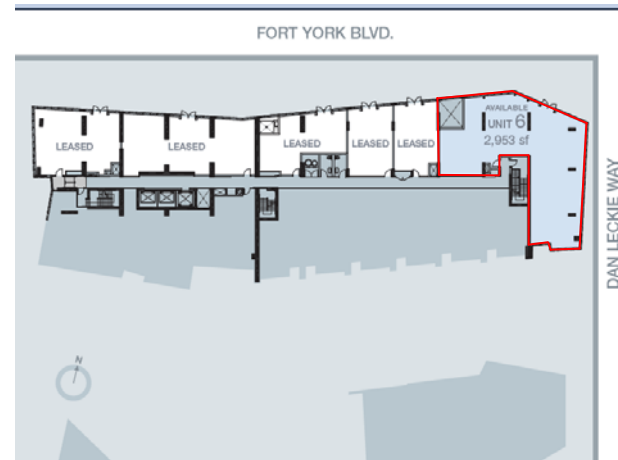 FORT YORK BLVD.
AVAILABLE
UNIT 6
2,953 sf
LEASED
LEASED
LEASED
LEASED
LEASED
DAN LECKIE WAY
N